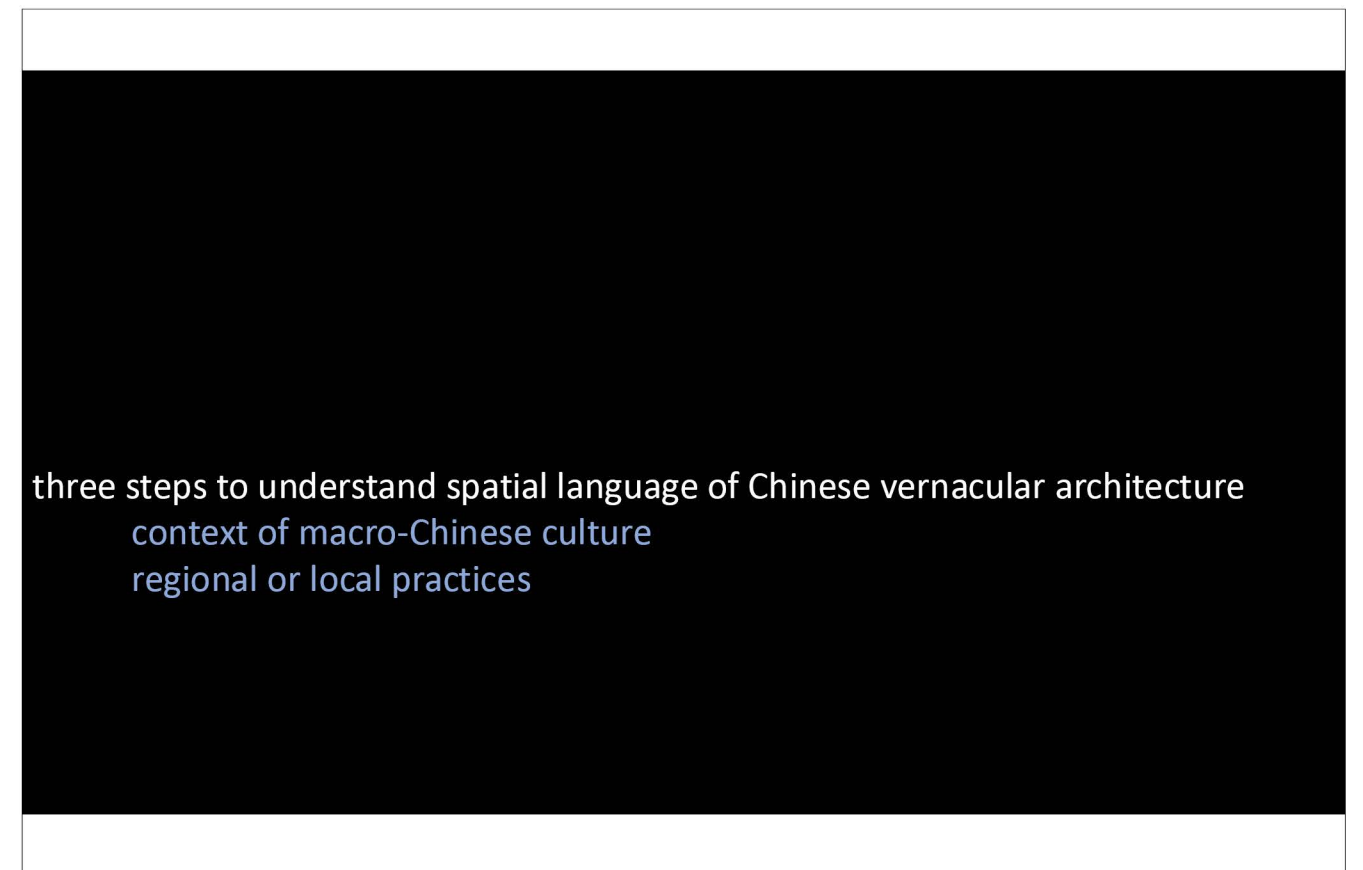 three steps to understand spatial language of Chinese vernacular architecture
context of macro-Chinese culture
regional or local practices